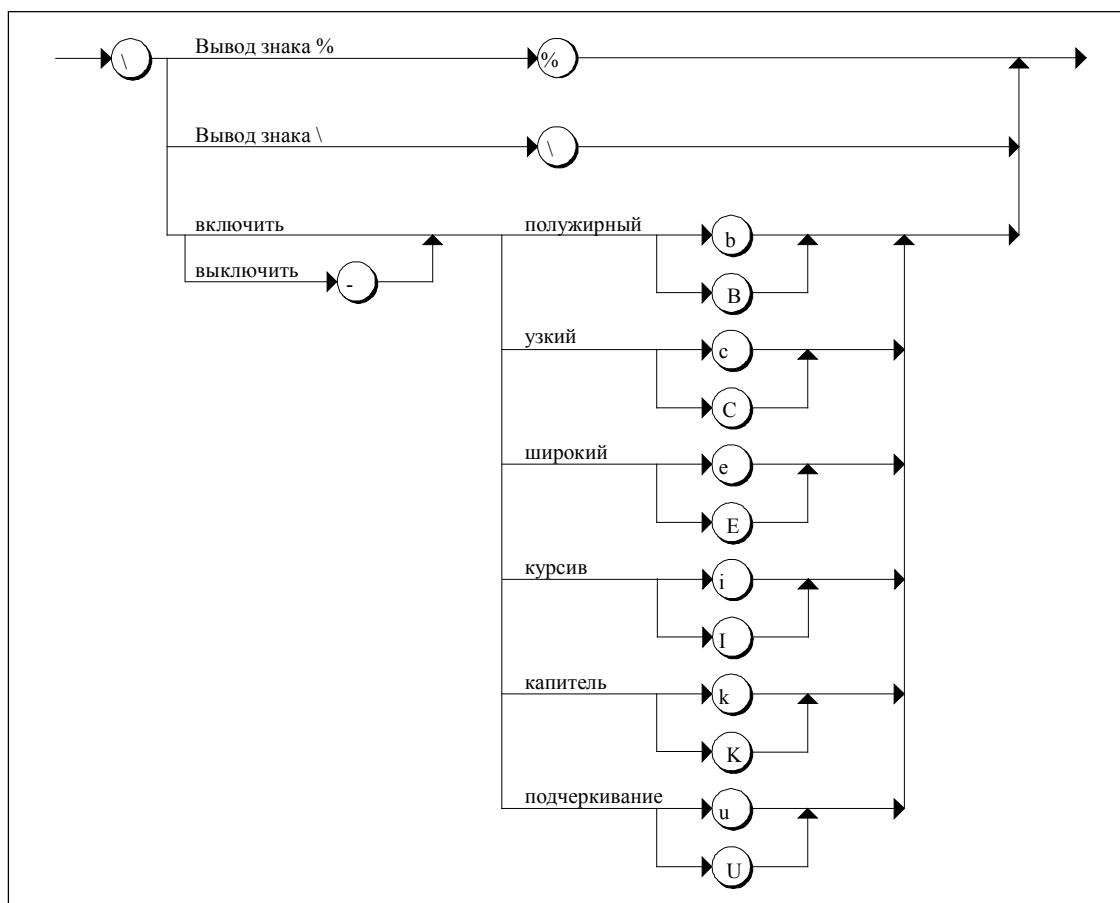 \ Вывод знака % %
Вывод знака \ \
включить полужирный b
выключить - B
узкий c
C
широкий e
E
курсив i
I
капитель k
K
подчеркивание u
U